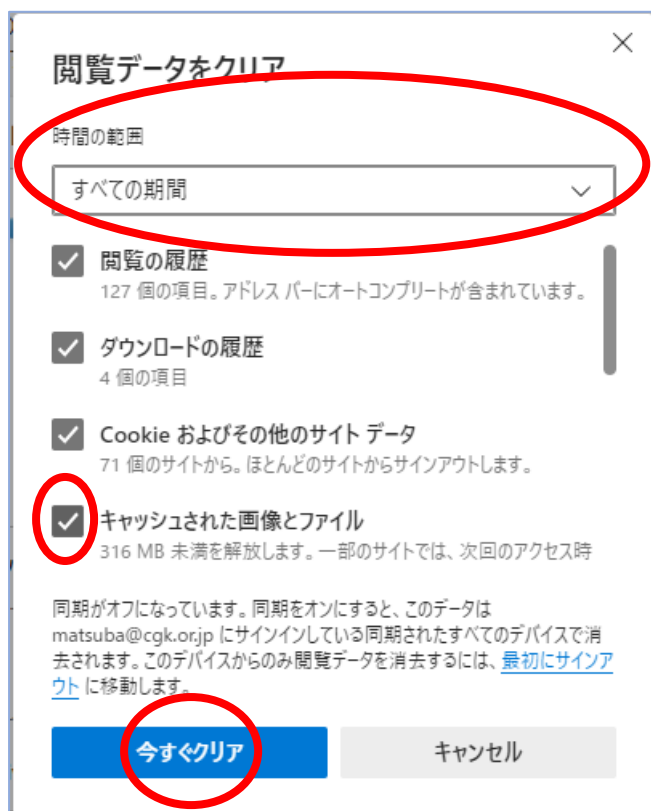 閲覧データをクリア
時間の範囲
すべての期間
閲覧の履歴
127 個の項目。アドレス バーにオートコンプリートが含まれています。
ダウンロードの履歴
4 個の項目
Cookie およびその他のサイト データ
71 個のサイトから。ほとんどのサイトからサインアウトします。
キャッシュされた画像とファイル
316 MB 未満を解放します。一部のサイトでは、次回のアクセス時
同期がオフになっています。同期をオンにすると、このデータは
matsuba@cgk.or.jp にサインインしている同期されたすべてのデバイスで消
去されます。このデバイスからのみ閲覧データを消去するには、最初にサインア
ウト に移動します。
今すぐクリア
キャンセル